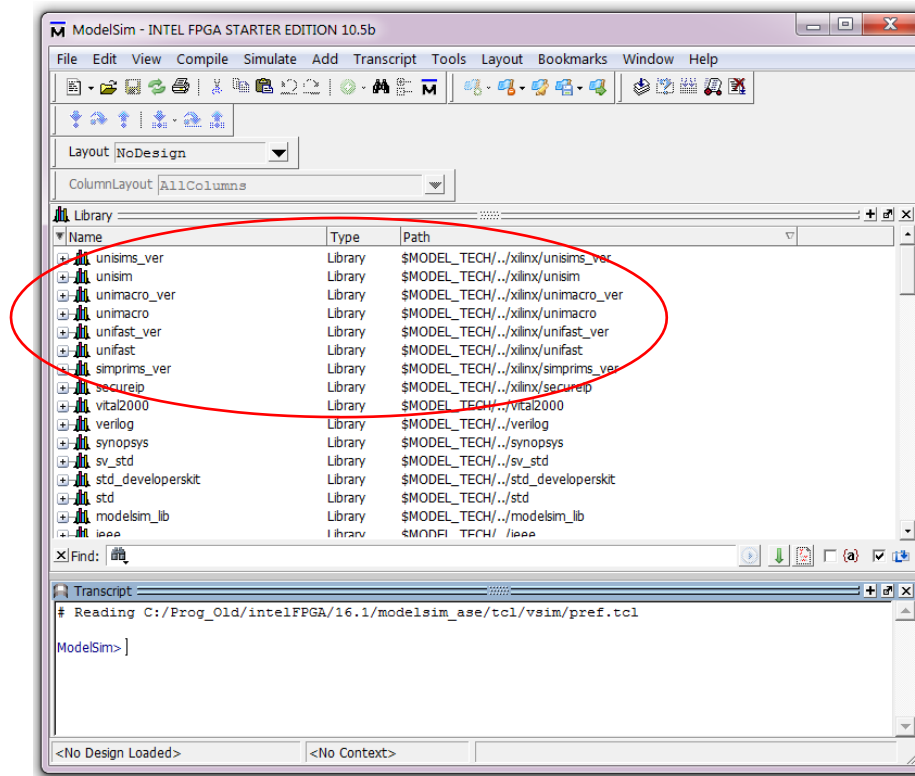 ModelSim - INTEL FPGA STARTER EDITION 10.5b
File Edit View Compile Simulate Add Transcript Tools Layout Bookmarks Window Help
Layout NoDesign
ColumnLayout AllColumns
Library
Name Type Path
unisims_ver Library $MODEL_TECH/../xilinx/unisims_ver
unisim Library $MODEL_TECH/../xilinx/unisim
unimacro_ver Library $MODEL_TECH/../xilinx/unimacro_ver
unimacro Library $MODEL_TECH/../xilinx/unimacro
unifast_ver Library $MODEL_TECH/../xilinx/unifast_ver
unifast Library $MODEL_TECH/../xilinx/unifast
simprims_ver Library $MODEL_TECH/../xilinx/simprims_ver
secureip Library $MODEL_TECH/../xilinx/secureip
vital2000 Library $MODEL_TECH/../vital2000
verilog Library $MODEL_TECH/../verilog
synopsys Library $MODEL_TECH/../synopsys
sv_std Library $MODEL_TECH/../sv_std
std_developerskit Library $MODEL_TECH/../std_developerskit
std Library $MODEL_TECH/../std
modelsim_lib Library $MODEL_TECH/../modelsim_lib
ieee Library $MODEL_TECH/../ieee
Find: {a}
Transcript
# Reading C:/Prog_Old/intelFPGA/16.1/modelsim_ase/tcl/vsim/pref.tcl
ModelSim>
<No Design Loaded> <No Context>